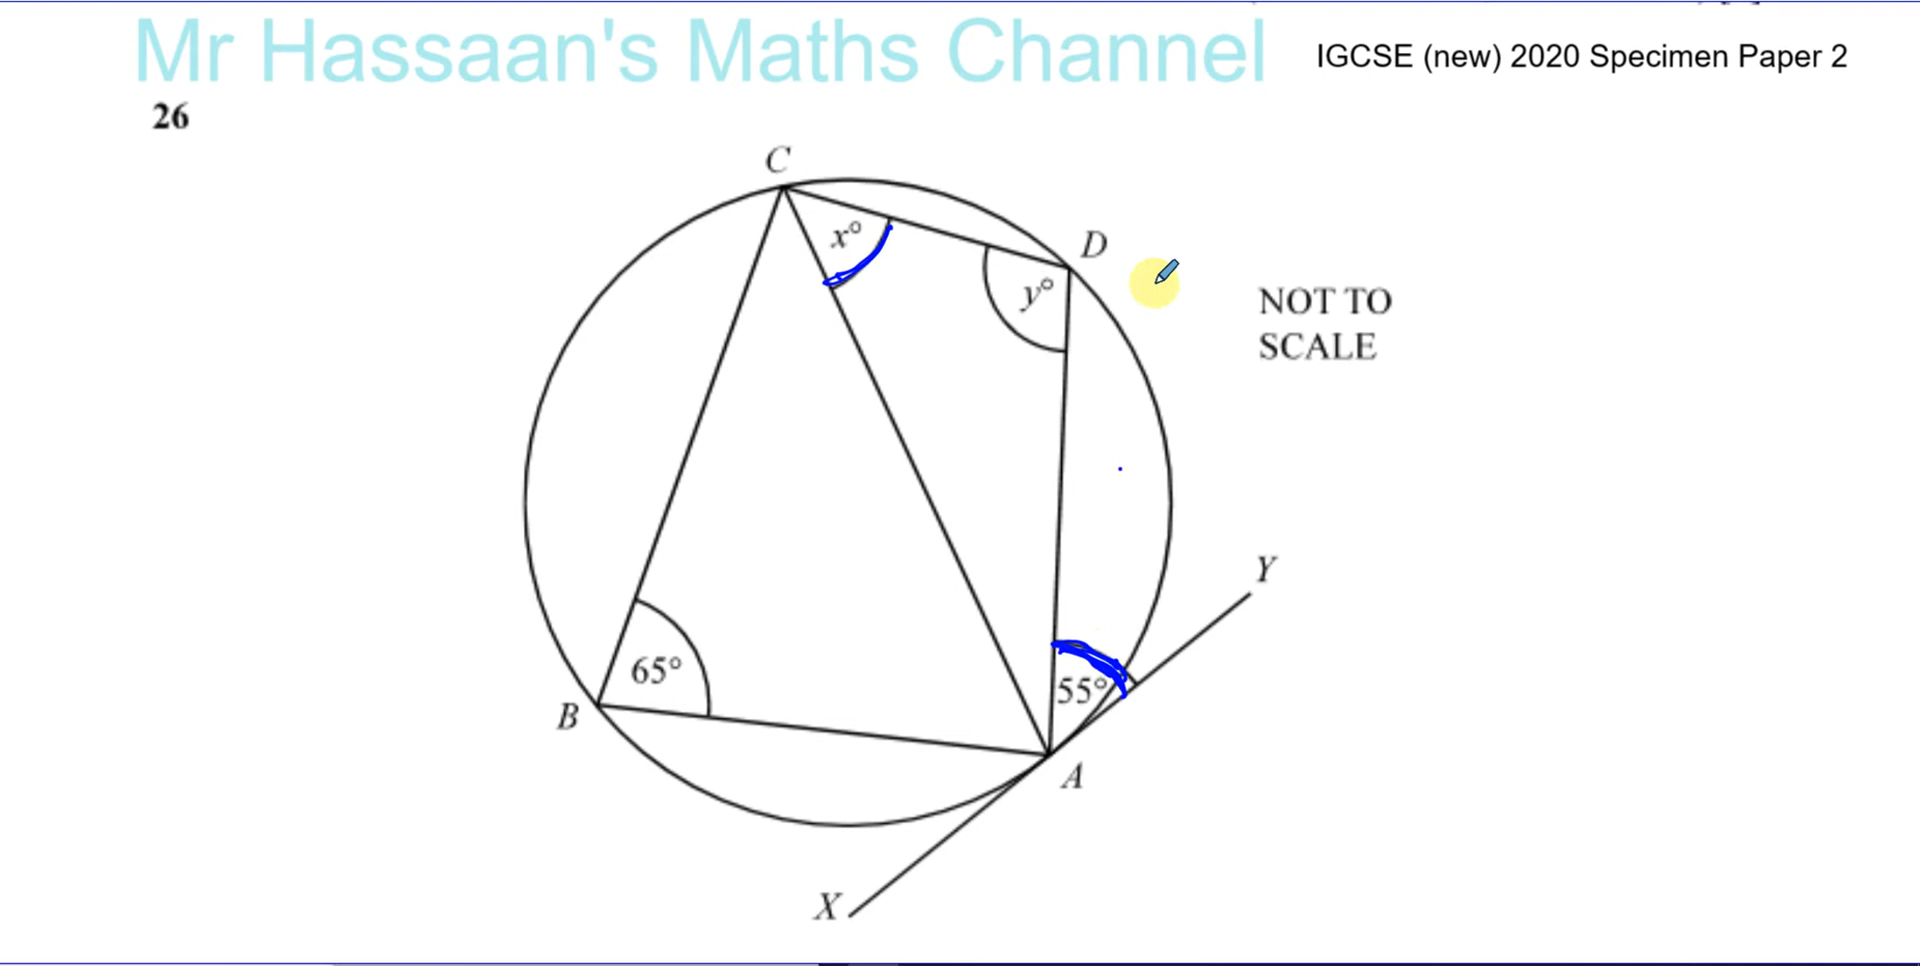 Mr Hassaan's Maths Channel
IGCSE (new) 2020 Specimen Paper 2
26
C
x°
D
y°
NOT TO
SCALE
Y
65°
55°
B
A
X